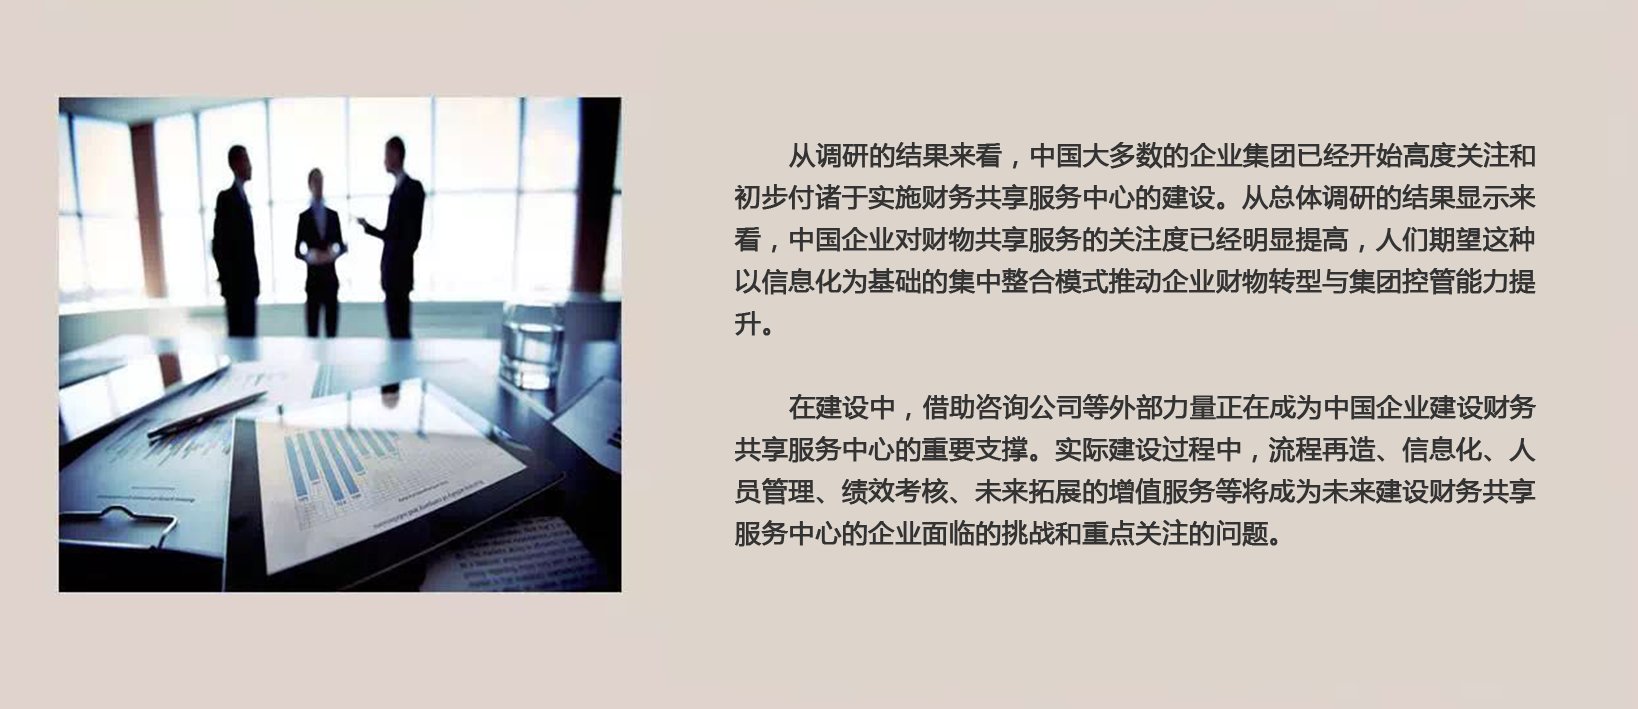 从调研的结果来看，中国大多数的企业集团已经开始高度关注和
初步付诸于实施财务共享服务中心的建设。从总体调研的结果显示来
看，中国企业对财物共享服务的关注度已经明显提高，人们期望这种
以信息化为基础的集中整合模式推动企业财物转型与集团控管能力提
升。
在建设中，借助咨询公司等外部力量正在成为中国企业建设财务
共享服务中心的重要支撑。实际建设过程中，流程再造、信息化、人
员管理、绩效考核、未来拓展的增值服务等将成为未来建设财务共享
服务中心的企业面临的挑战和重点关注的问题。